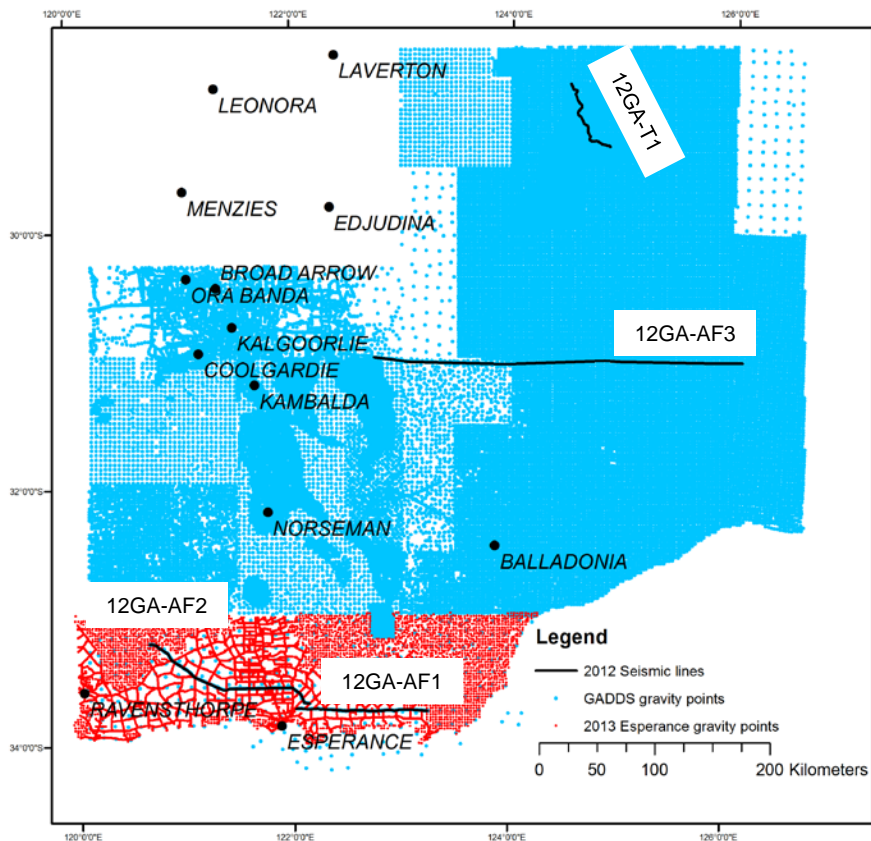 120°0'0"E 122°0'0"E 124°0'0"E 126°0'0"E
LAVERTON
LEONORA
12GA-T1
MENZIES
EDJUDINA
30°0'0"S
BROAD ARROW
ORA BANDA
KALGOORLIE
12GA-AF3
COOLGARDIE
KAMBALDA
32°0'0"S
NORSEMAN
BALLADONIA
12GA-AF2
12GA-AF1
RAVENSTHORPE
ESPERANCE
34°0'0"S
Legend
2012 Seismic lines
GADDS gravity points
2013 Esperance gravity points
0 50 100 200 Kilometers
120°0'0"E 122°0'0"E 124°0'0"E 126°0'0"E